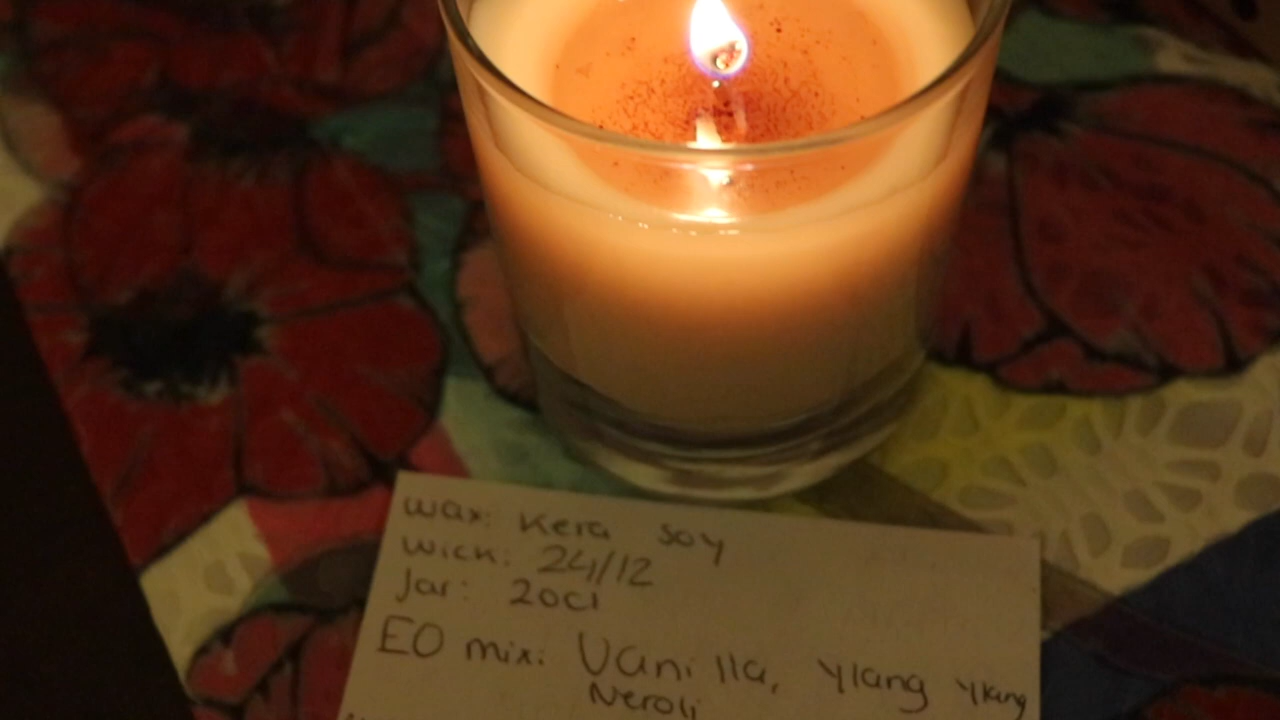 wax: Kera soy
wick: 24/12
Jar: 20cl
EO mix: Vanilla, Ylang Ylang
Neroli